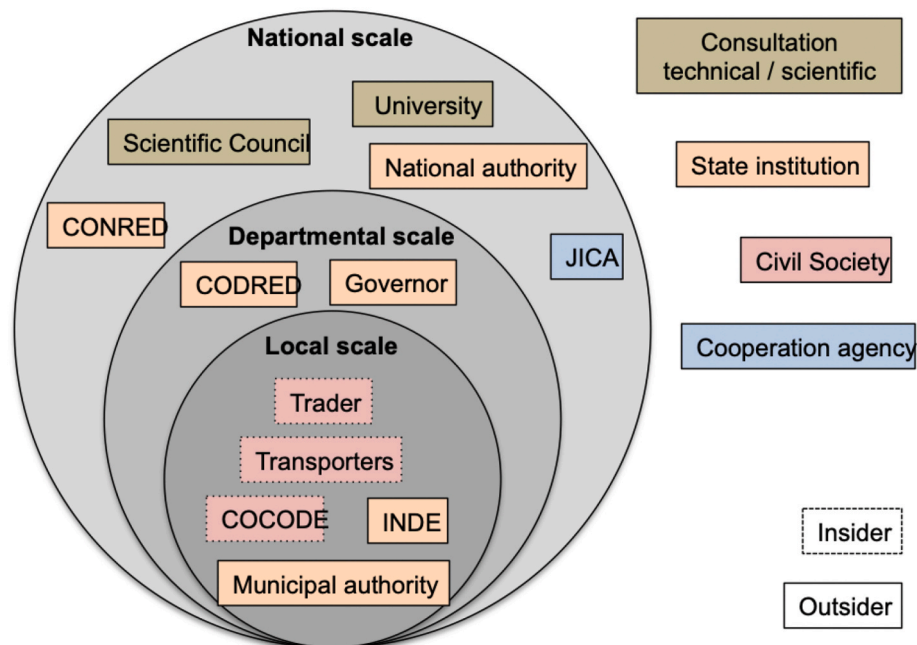 National scale
University
Scientific Council
National authority
CONRED
Departmental scale
JICA
CODRED
Governor
Local scale
Trader
Transporters
COCODE
INDE
Municipal authority
Consultation
technical / scientific
State institution
Civil Society
Cooperation agency
Insider
Outsider